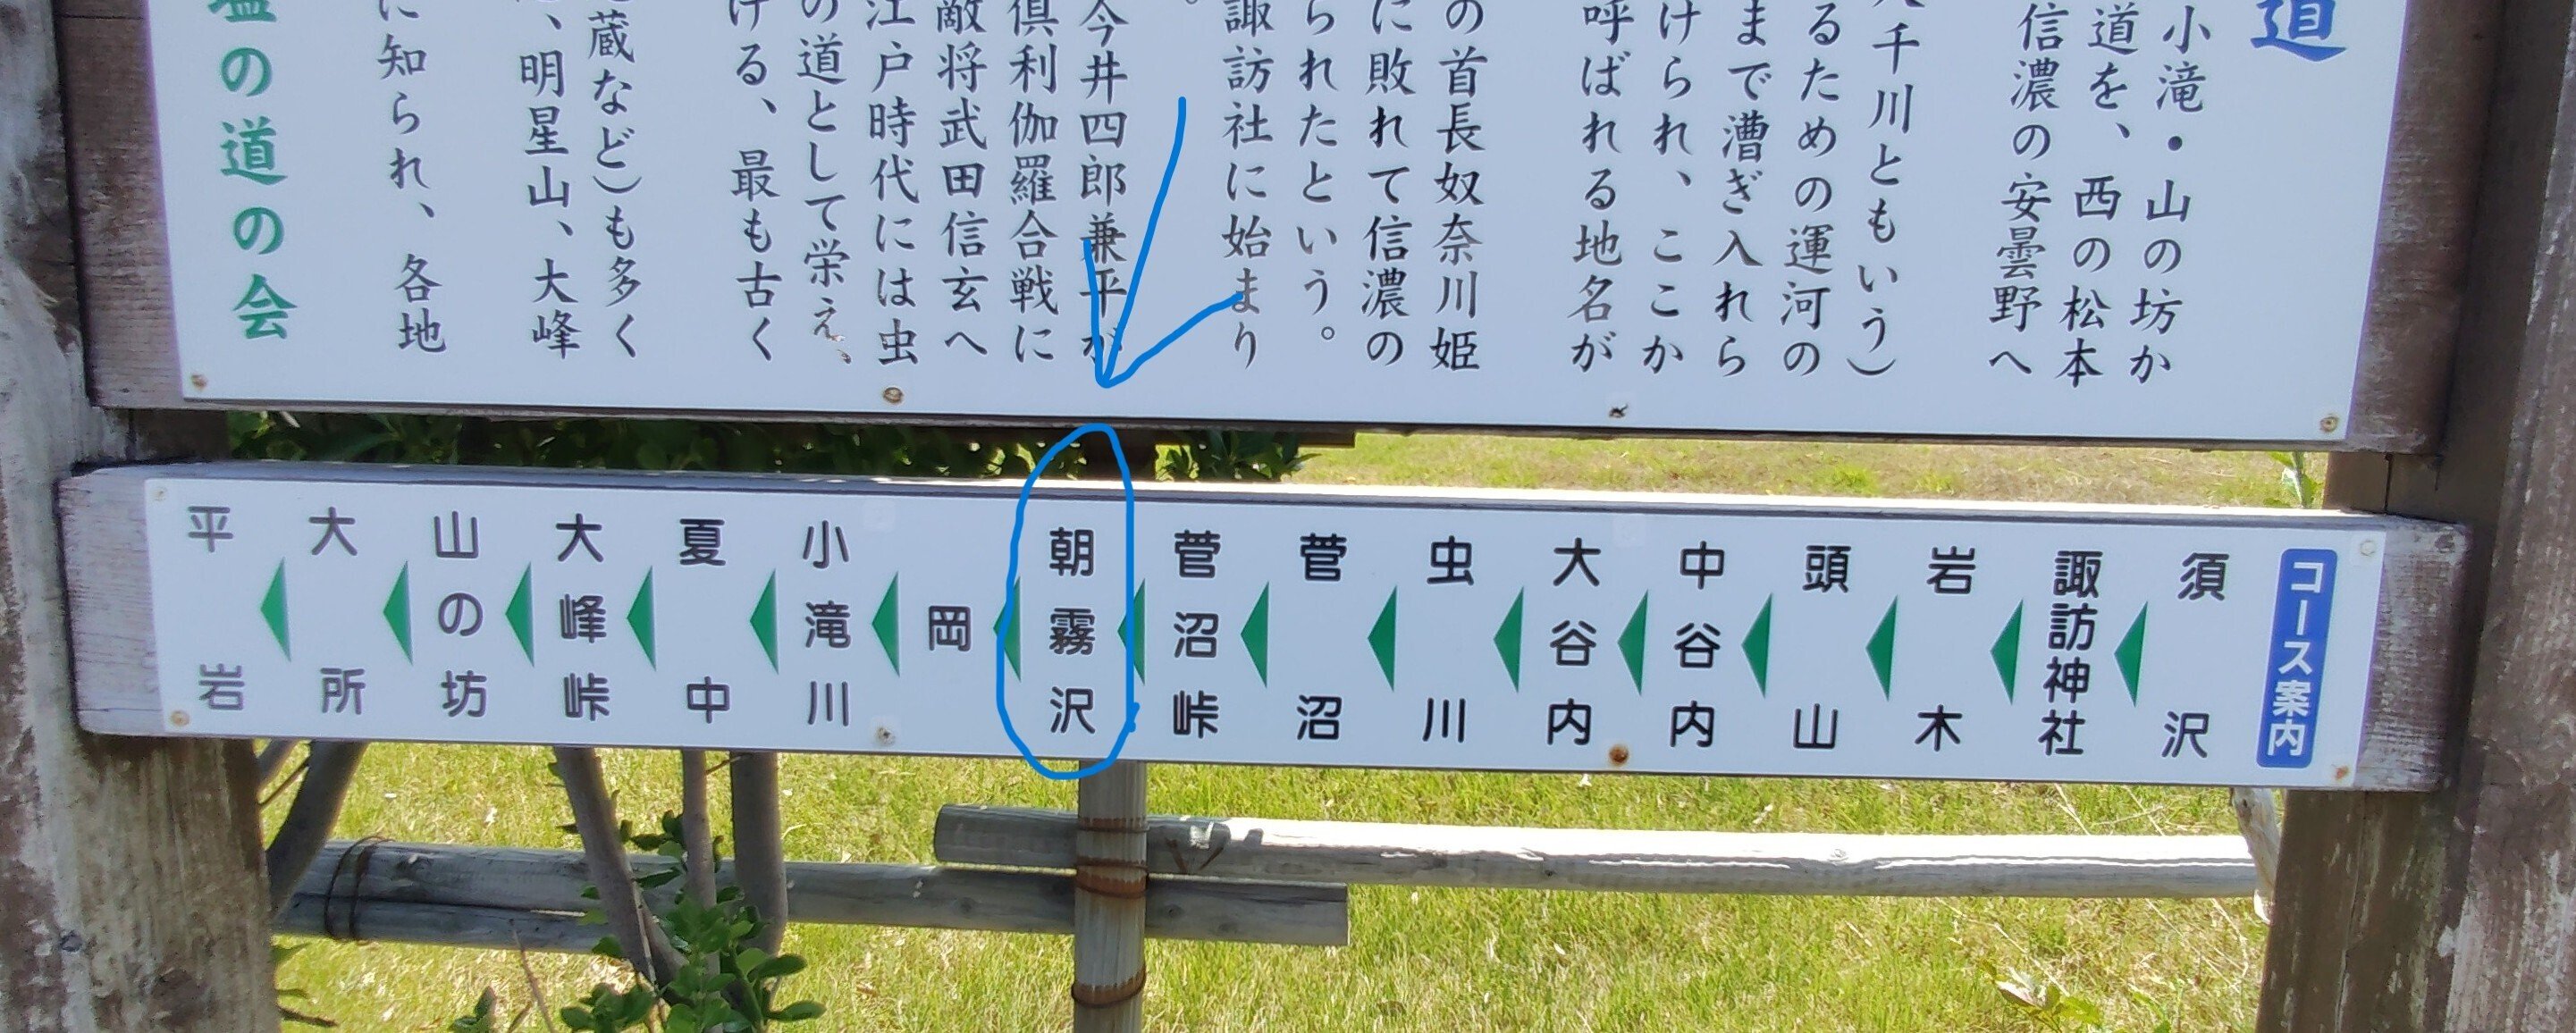 道
小滝・山の坊か
道を、西の松本
信濃の安曇野へ
千川ともいう）
るための運河の
まで漕ぎ入れら
けられ、ここか
呼ばれる地名が
の首長奴奈川姫
に敗れて信濃の
られたという。
諏訪社に始まり
。
今井四郎兼平が
倶利伽羅合戦に
敵将武田信玄へ
江戸時代には虫
の道として栄え、
ける、最も古く
蔵など）も多く
、明星山、大峰
に知られ、各地
塩の道の会
コース案内
須沢
諏訪神社
岩木
頭山
中谷内
大谷内
虫川
菅沼
菅沼峠
朝霧沢
岡
小滝川
夏中
大峰峠
山の坊
大所
平岩